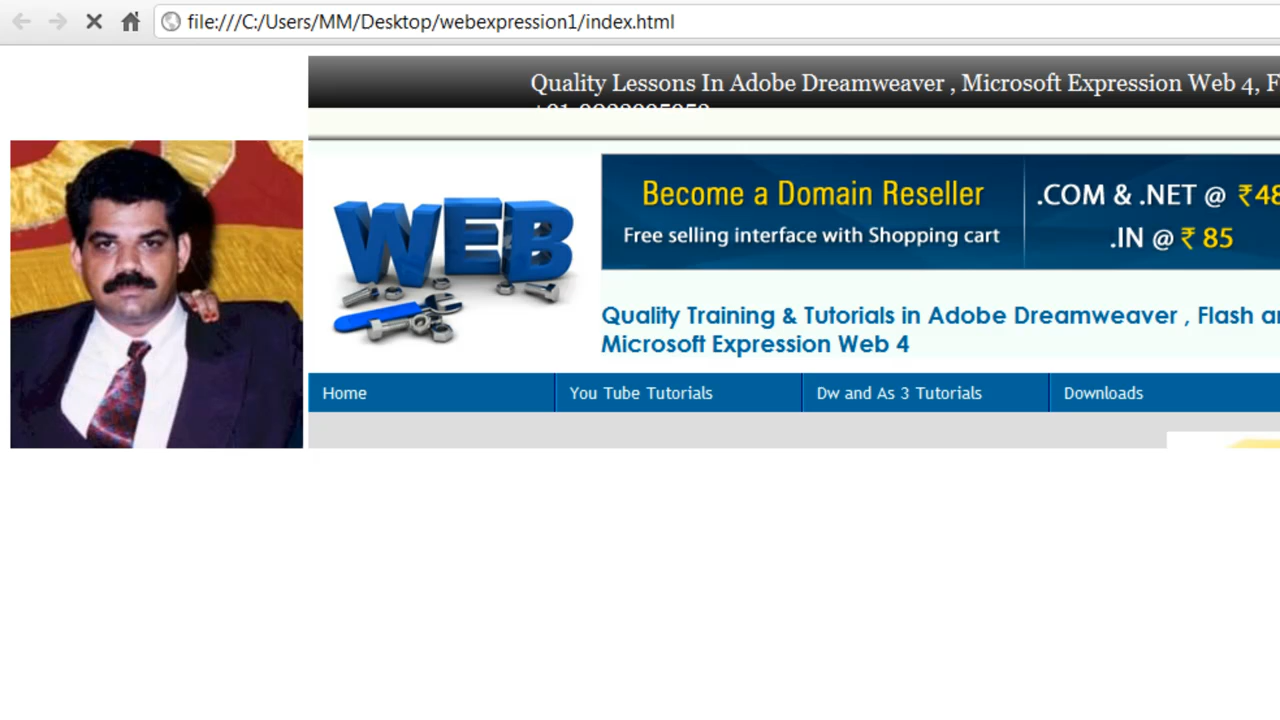 file:///C:/Users/MM/Desktop/webexpression1/index.html
Quality Lessons In Adobe Dreamweaver , Microsoft Expression Web 4, F
WEB
Become a Domain Reseller
Free selling interface with Shopping cart
.COM & .NET @ ₹48
.IN @ ₹ 85
Quality Training & Tutorials in Adobe Dreamweaver , Flash an
Microsoft Expression Web 4
Home
You Tube Tutorials
Dw and As 3 Tutorials
Downloads